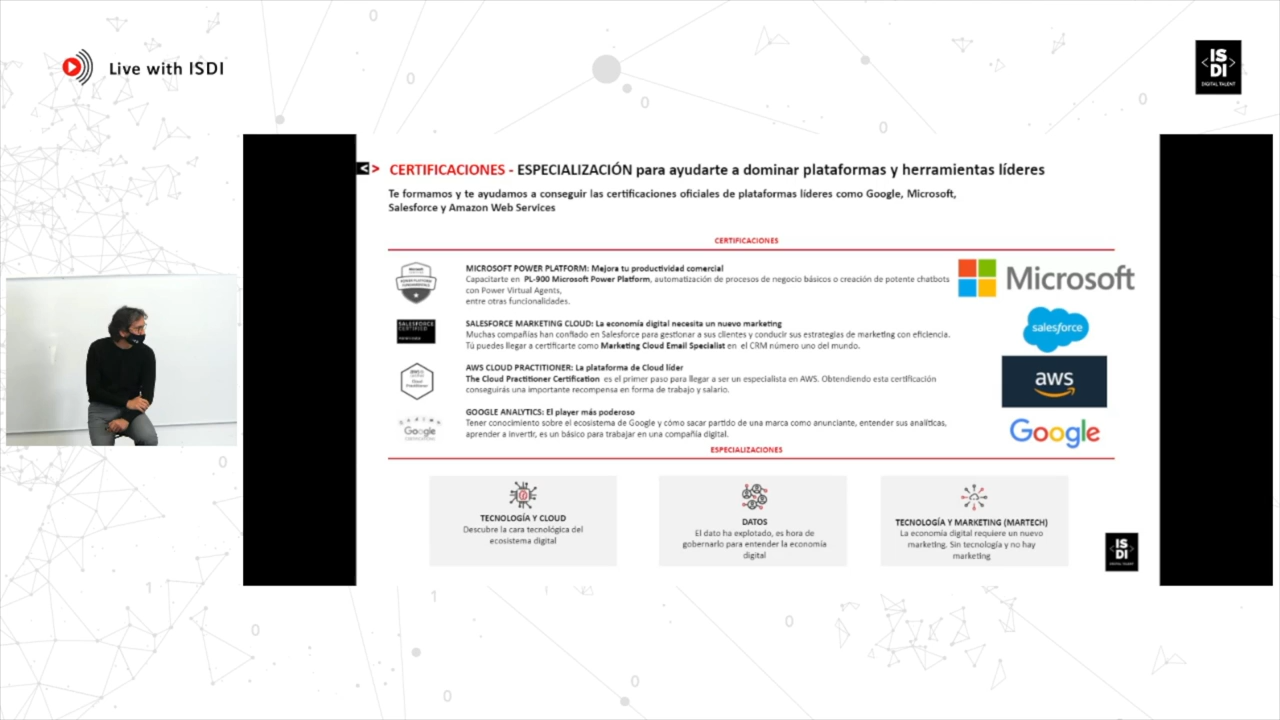 Live with ISDI
IS
DI
DIGITAL TALENT
CERTIFICACIONES - ESPECIALIZACIÓN para ayudarte a dominar plataformas y herramientas líderes
Te formamos y te ayudamos a conseguir las certificaciones oficiales de plataformas líderes como Google, Microsoft,
Salesforce y Amazon Web Services
CERTIFICACIONES
MICROSOFT POWER PLATFORM: Mejora tu productividad comercial
Capacitarte en PL-900 Microsoft Power Platform, automatización de procesos de negocio básicos o creación de potente chatbots
con Power Virtual Agents,
entre otras funcionalidades.
Microsoft
SALESFORCE
CERTIFIED
SALESFORCE MARKETING CLOUD: La economía digital necesita un nuevo marketing
Muchas compañías han confiado en Salesforce para gestionar a sus clientes y conducir sus estrategias de marketing con eficiencia.
Tú puedes llegar a certificarte como Marketing Cloud Email Specialist en el CRM número uno del mundo.
salesforce
AWS CLOUD PRACTITIONER: La plataforma de Cloud líder
The Cloud Practitioner Certification es el primer paso para llegar a ser un especialista en AWS. Obtendiendo esta certificación
conseguirás una importante recompensa en forma de trabajo y salario.
aws
Google
GOOGLE ANALYTICS: El player más poderoso
Tener conocimiento sobre el ecosistema de Google y cómo sacar partido de una marca como anunciante, entender sus analíticas,
aprender a invertir, es un básico para trabajar en una compañía digital.
Google
ESPECIALIZACIONES
TECNOLOGÍA Y CLOUD
Descubre la cara tecnológica del
ecosistema digital
DATOS
El dato ha explotado, es hora de
gobernarlo para entender la economía
digital
TECNOLOGÍA Y MARKETING (MARTECH)
La economía digital requiere un nuevo
marketing. Sin tecnología y no hay
marketing
IS
DI